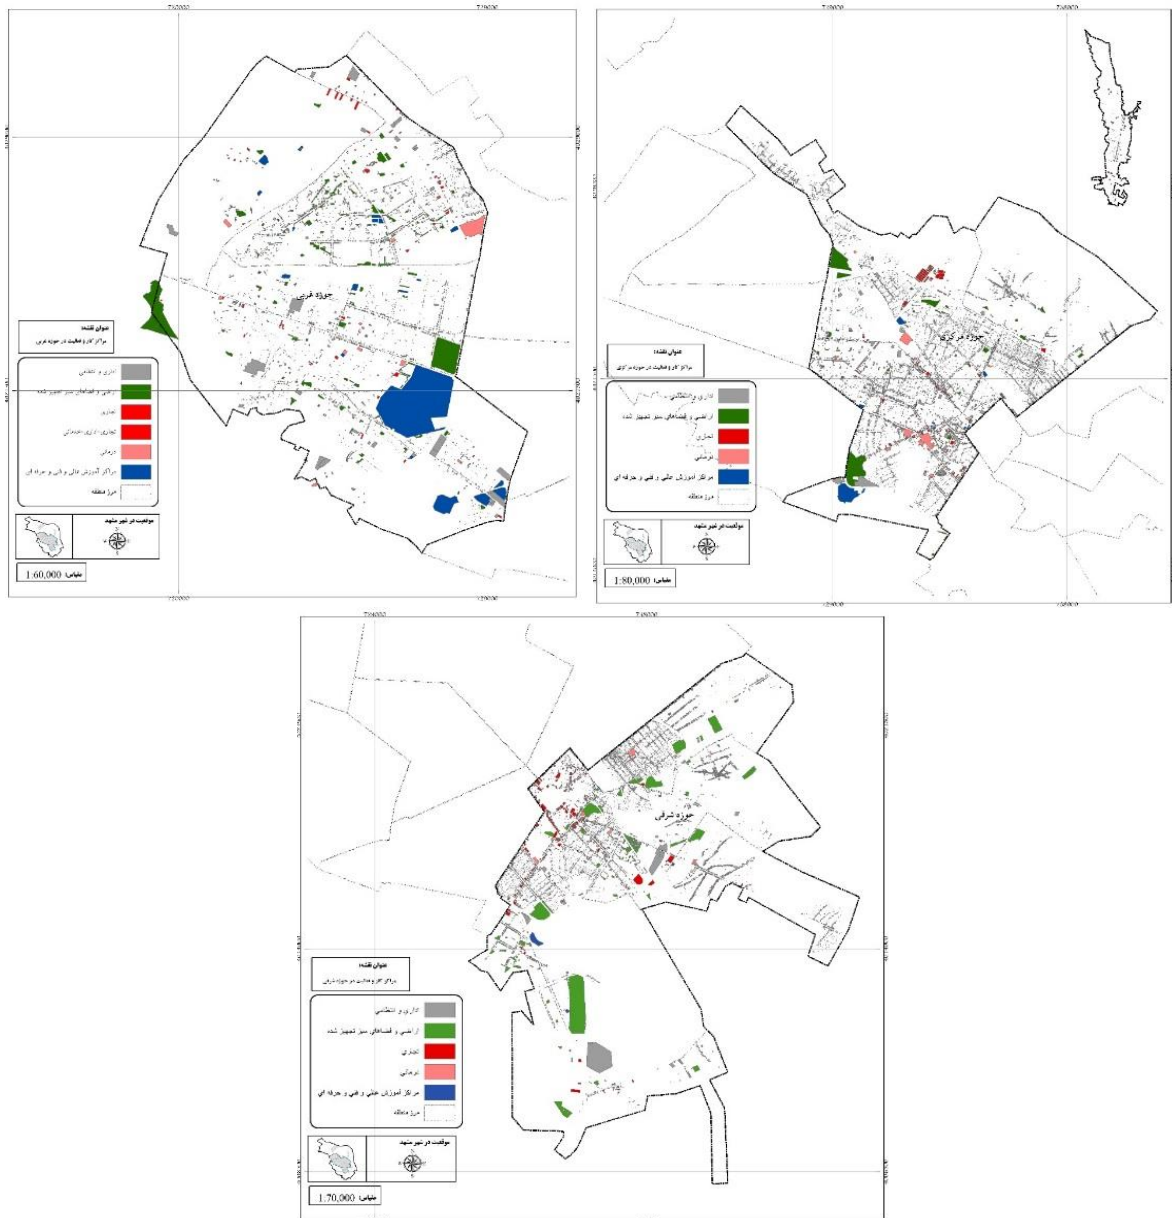 730000
735000
حوزه غربی
عنوان نقشه:
مراکز کار و فعالیت در حوزه غربی
اداری و انتظامی
اراضی و فضاهای سبز تجهیز شده
تجاری
تجاری-اداری-خدماتی
درمانی
مراکز آموزش عالی و فنی و حرفه ای
مرز منطقه
موقعیت در شهر مشهد
مقیاس: 1:60,000
حوزه مرکزی
عنوان نقشه:
مراکز کار و فعالیت در حوزه مرکزی
اداری و انتظامی
اراضی و فضاهای سبز تجهیز شده
تجاری
درمانی
مراکز آموزش عالی و فنی و حرفه ای
مرز منطقه
موقعیت در شهر مشهد
مقیاس: 1:80,000
حوزه شرقی
عنوان نقشه:
مراکز کار و فعالیت در حوزه شرقی
اداری و انتظامی
اراضی و فضاهای سبز تجهیز شده
تجاری
درمانی
مراکز آموزش عالی و فنی و حرفه ای
مرز منطقه
موقعیت در شهر مشهد
مقیاس: 1:70,000